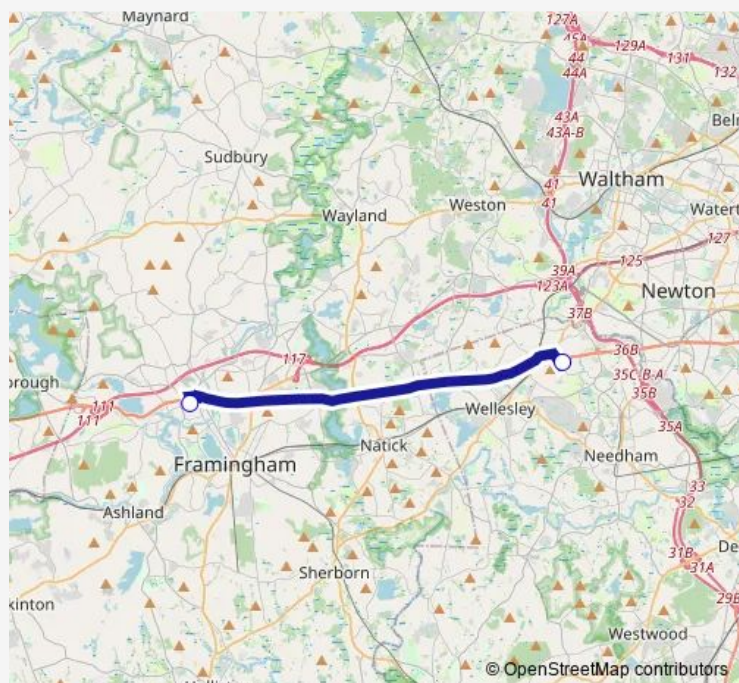 Maynard
127A
45A
129A
131
44
44A
132
43A
43A-B
Sudbury
Waltham
41
41
Wayland
Weston
Watert
127
125
39A
123A
Newton
37B
117
36B
orough
111
111
35C-B-A
35B
35A
Wellesley
Natick
Needham
Framingham
33
Ashland
32
De
31B
31A
Sherborn
29B
kinton
Westwood
© OpenStreetMap contributors